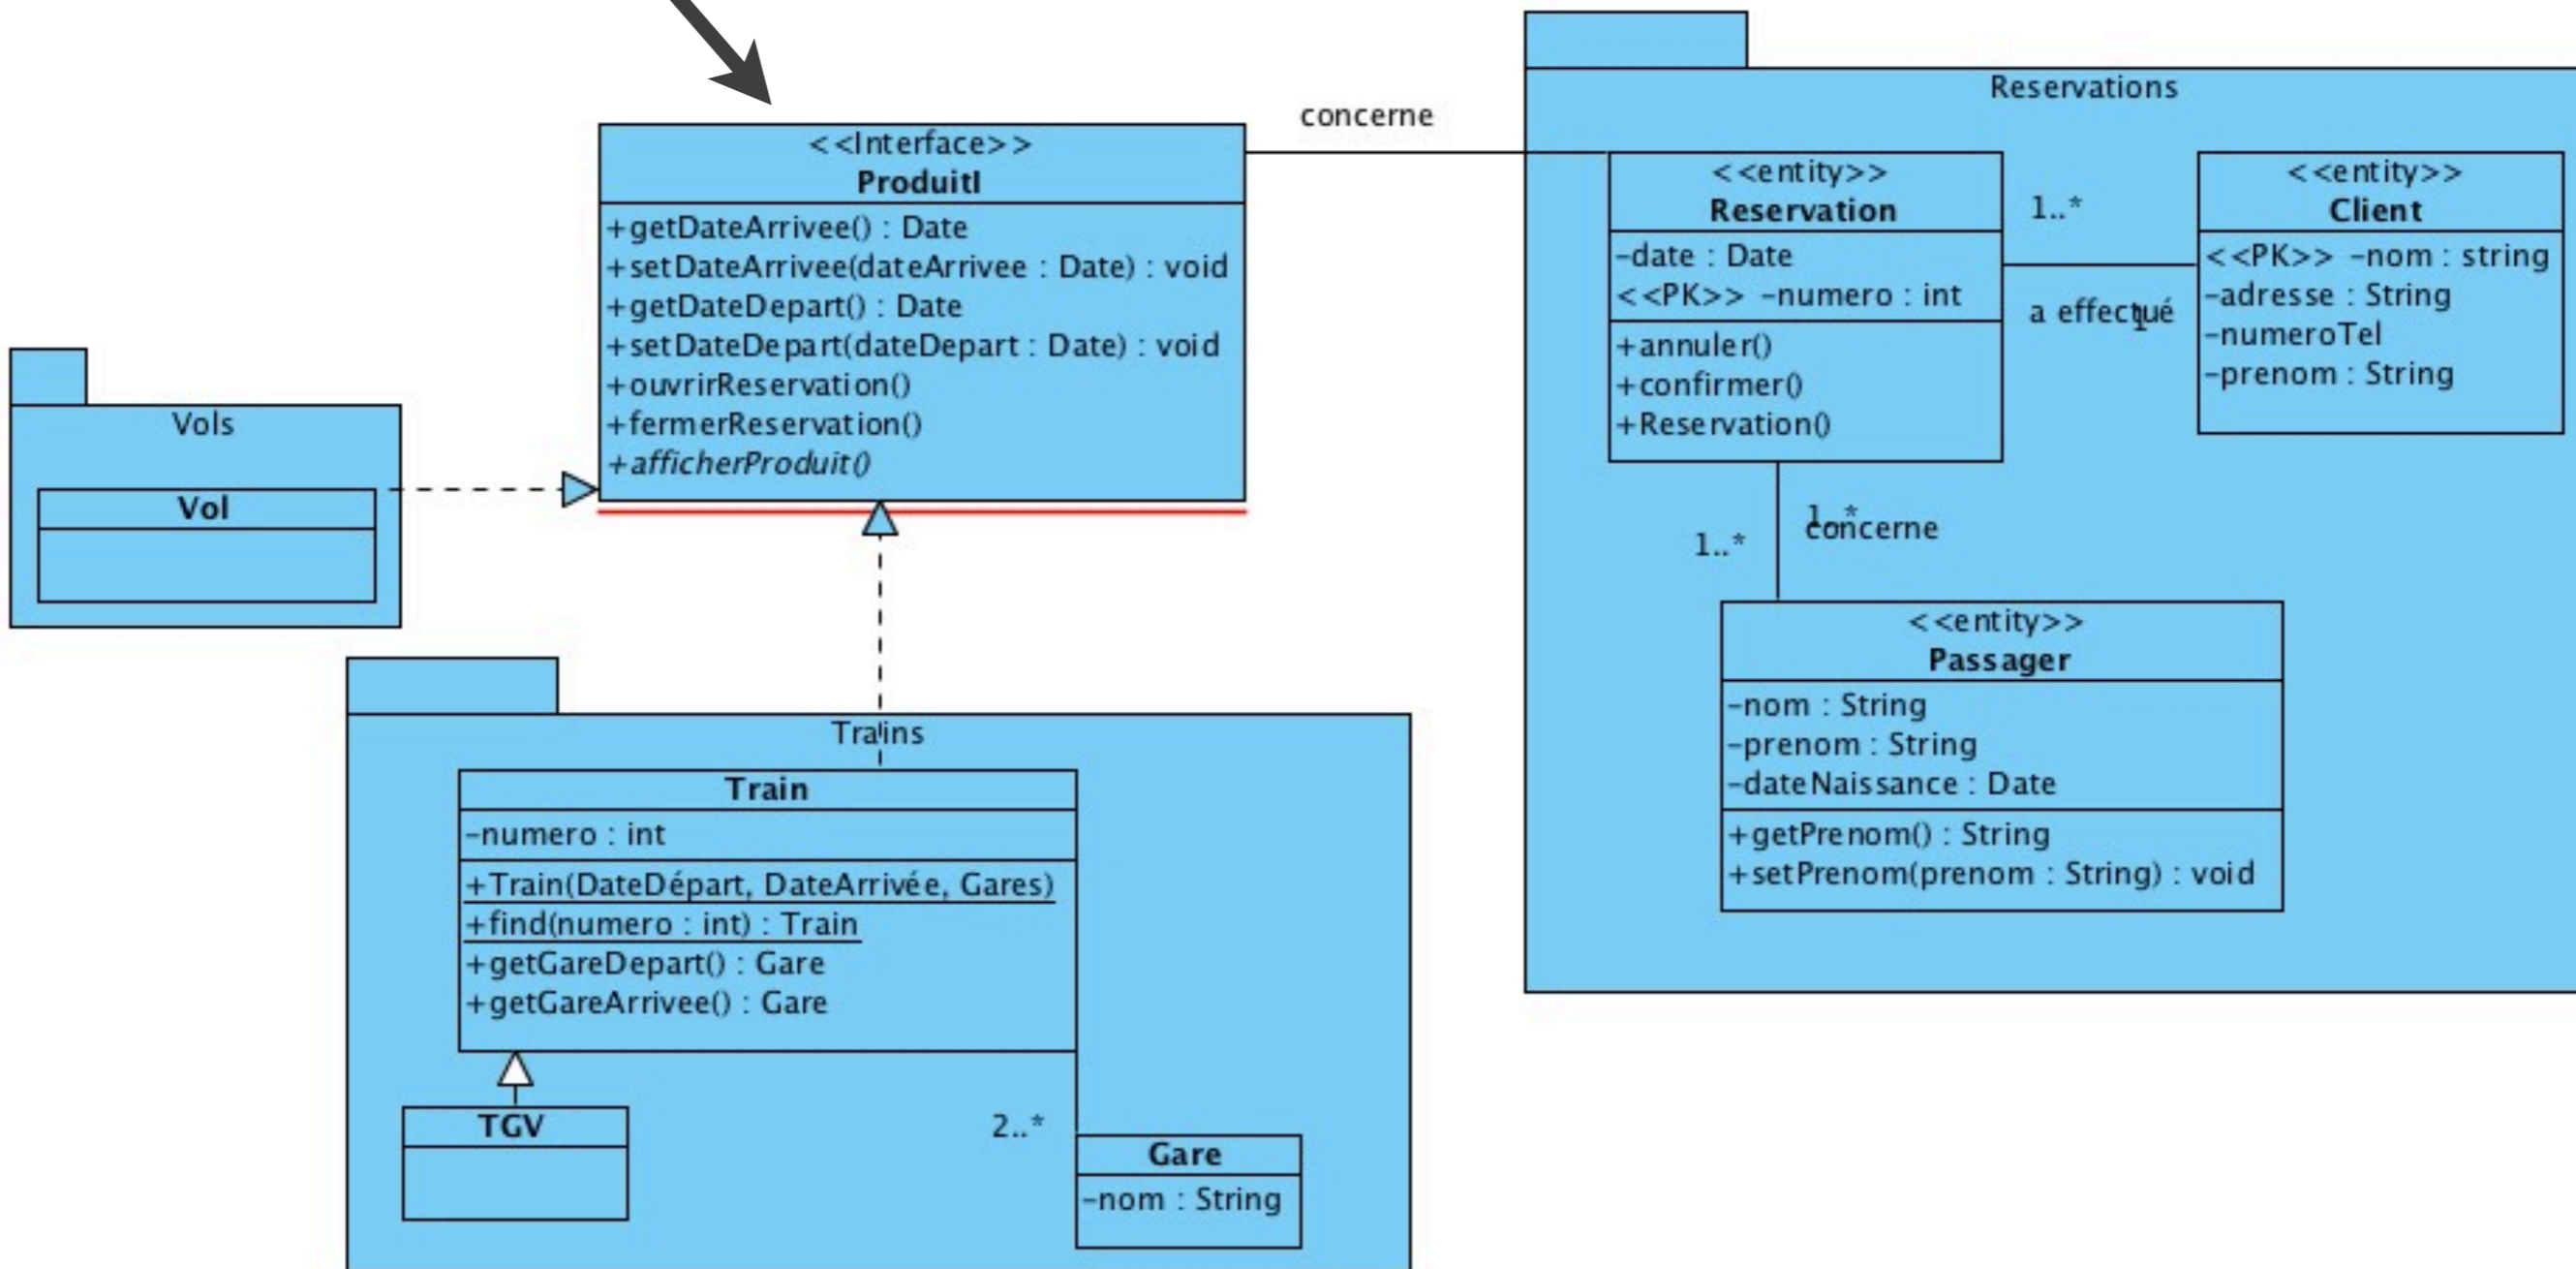 <<Interface>>
ProduitI
+getDateArrivee() : Date
+setDateArrivee(dateArrivee : Date) : void
+getDateDepart() : Date
+setDateDepart(dateDepart : Date) : void
+ouvrirReservation()
+fermerReservation()
+afficherProduit()
concerne
Reservations
<<entity>>
Reservation
-date : Date
<<PK>> -numero : int
+annuler()
+confirmer()
+Reservation()
1..*
a effectué
1
<<entity>>
Client
<<PK>> -nom : string
-adresse : String
-numeroTel
-prenom : String
1..*
concerne
1..*
<<entity>>
Passager
-nom : String
-prenom : String
-dateNaissance : Date
+getPrenom() : String
+setPrenom(prenom : String) : void
Vols
Vol
Trains
Train
-numero : int
+Train(DateDépart, DateArrivée, Gares)
+find(numero : int) : Train
+getGareDepart() : Gare
+getGareArrivee() : Gare
TGV
2..*
Gare
-nom : String